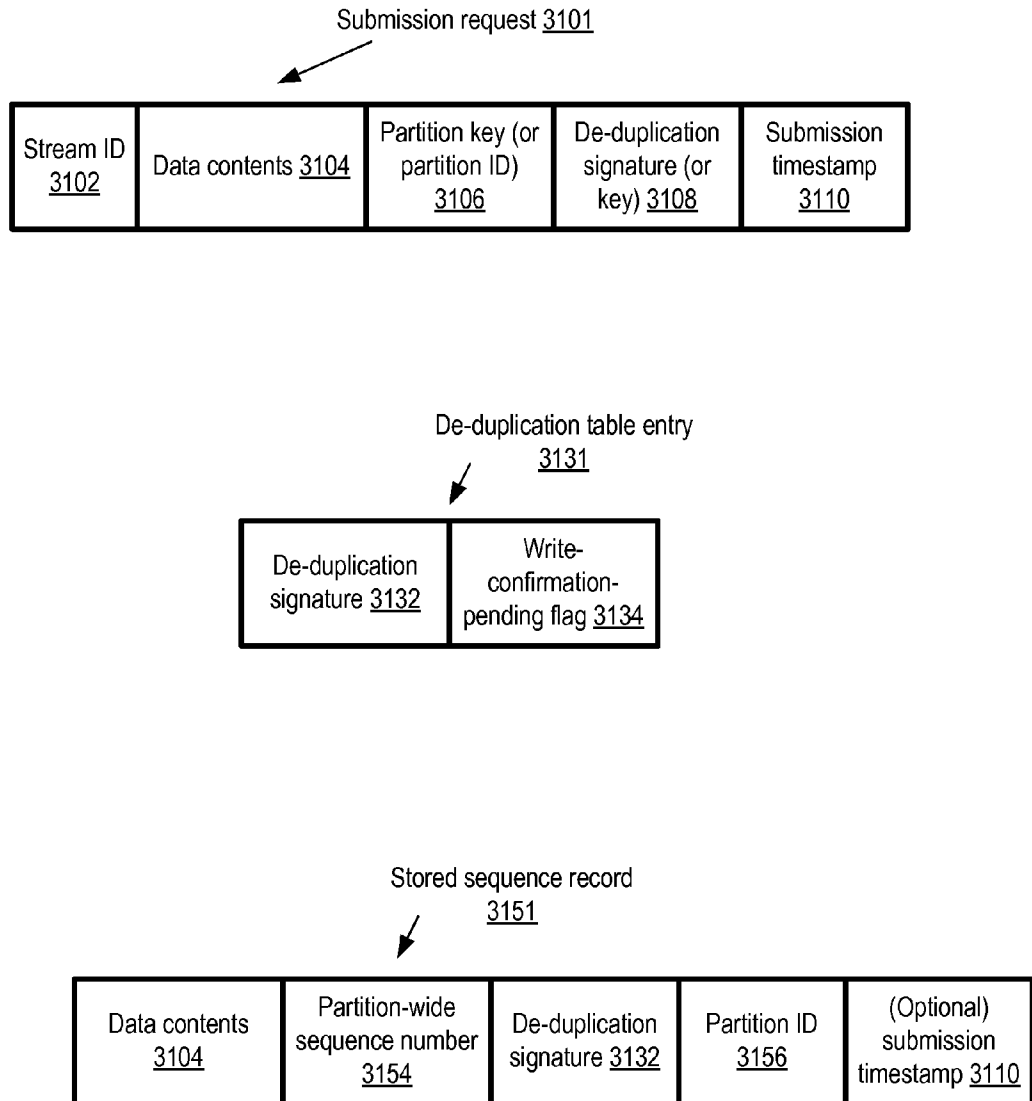 Submission request 3101
Stream ID
3102
Data contents 3104
Partition key (or
partition ID)
3106
De-duplication
signature (or
key) 3108
Submission
timestamp
3110
De-duplication table entry
3131
De-duplication
signature 3132
Write-
confirmation-
pending flag 3134
Stored sequence record
3151
Data contents
3104
Partition-wide
sequence number
3154
De-duplication
signature 3132
Partition ID
3156
(Optional)
submission
timestamp 3110